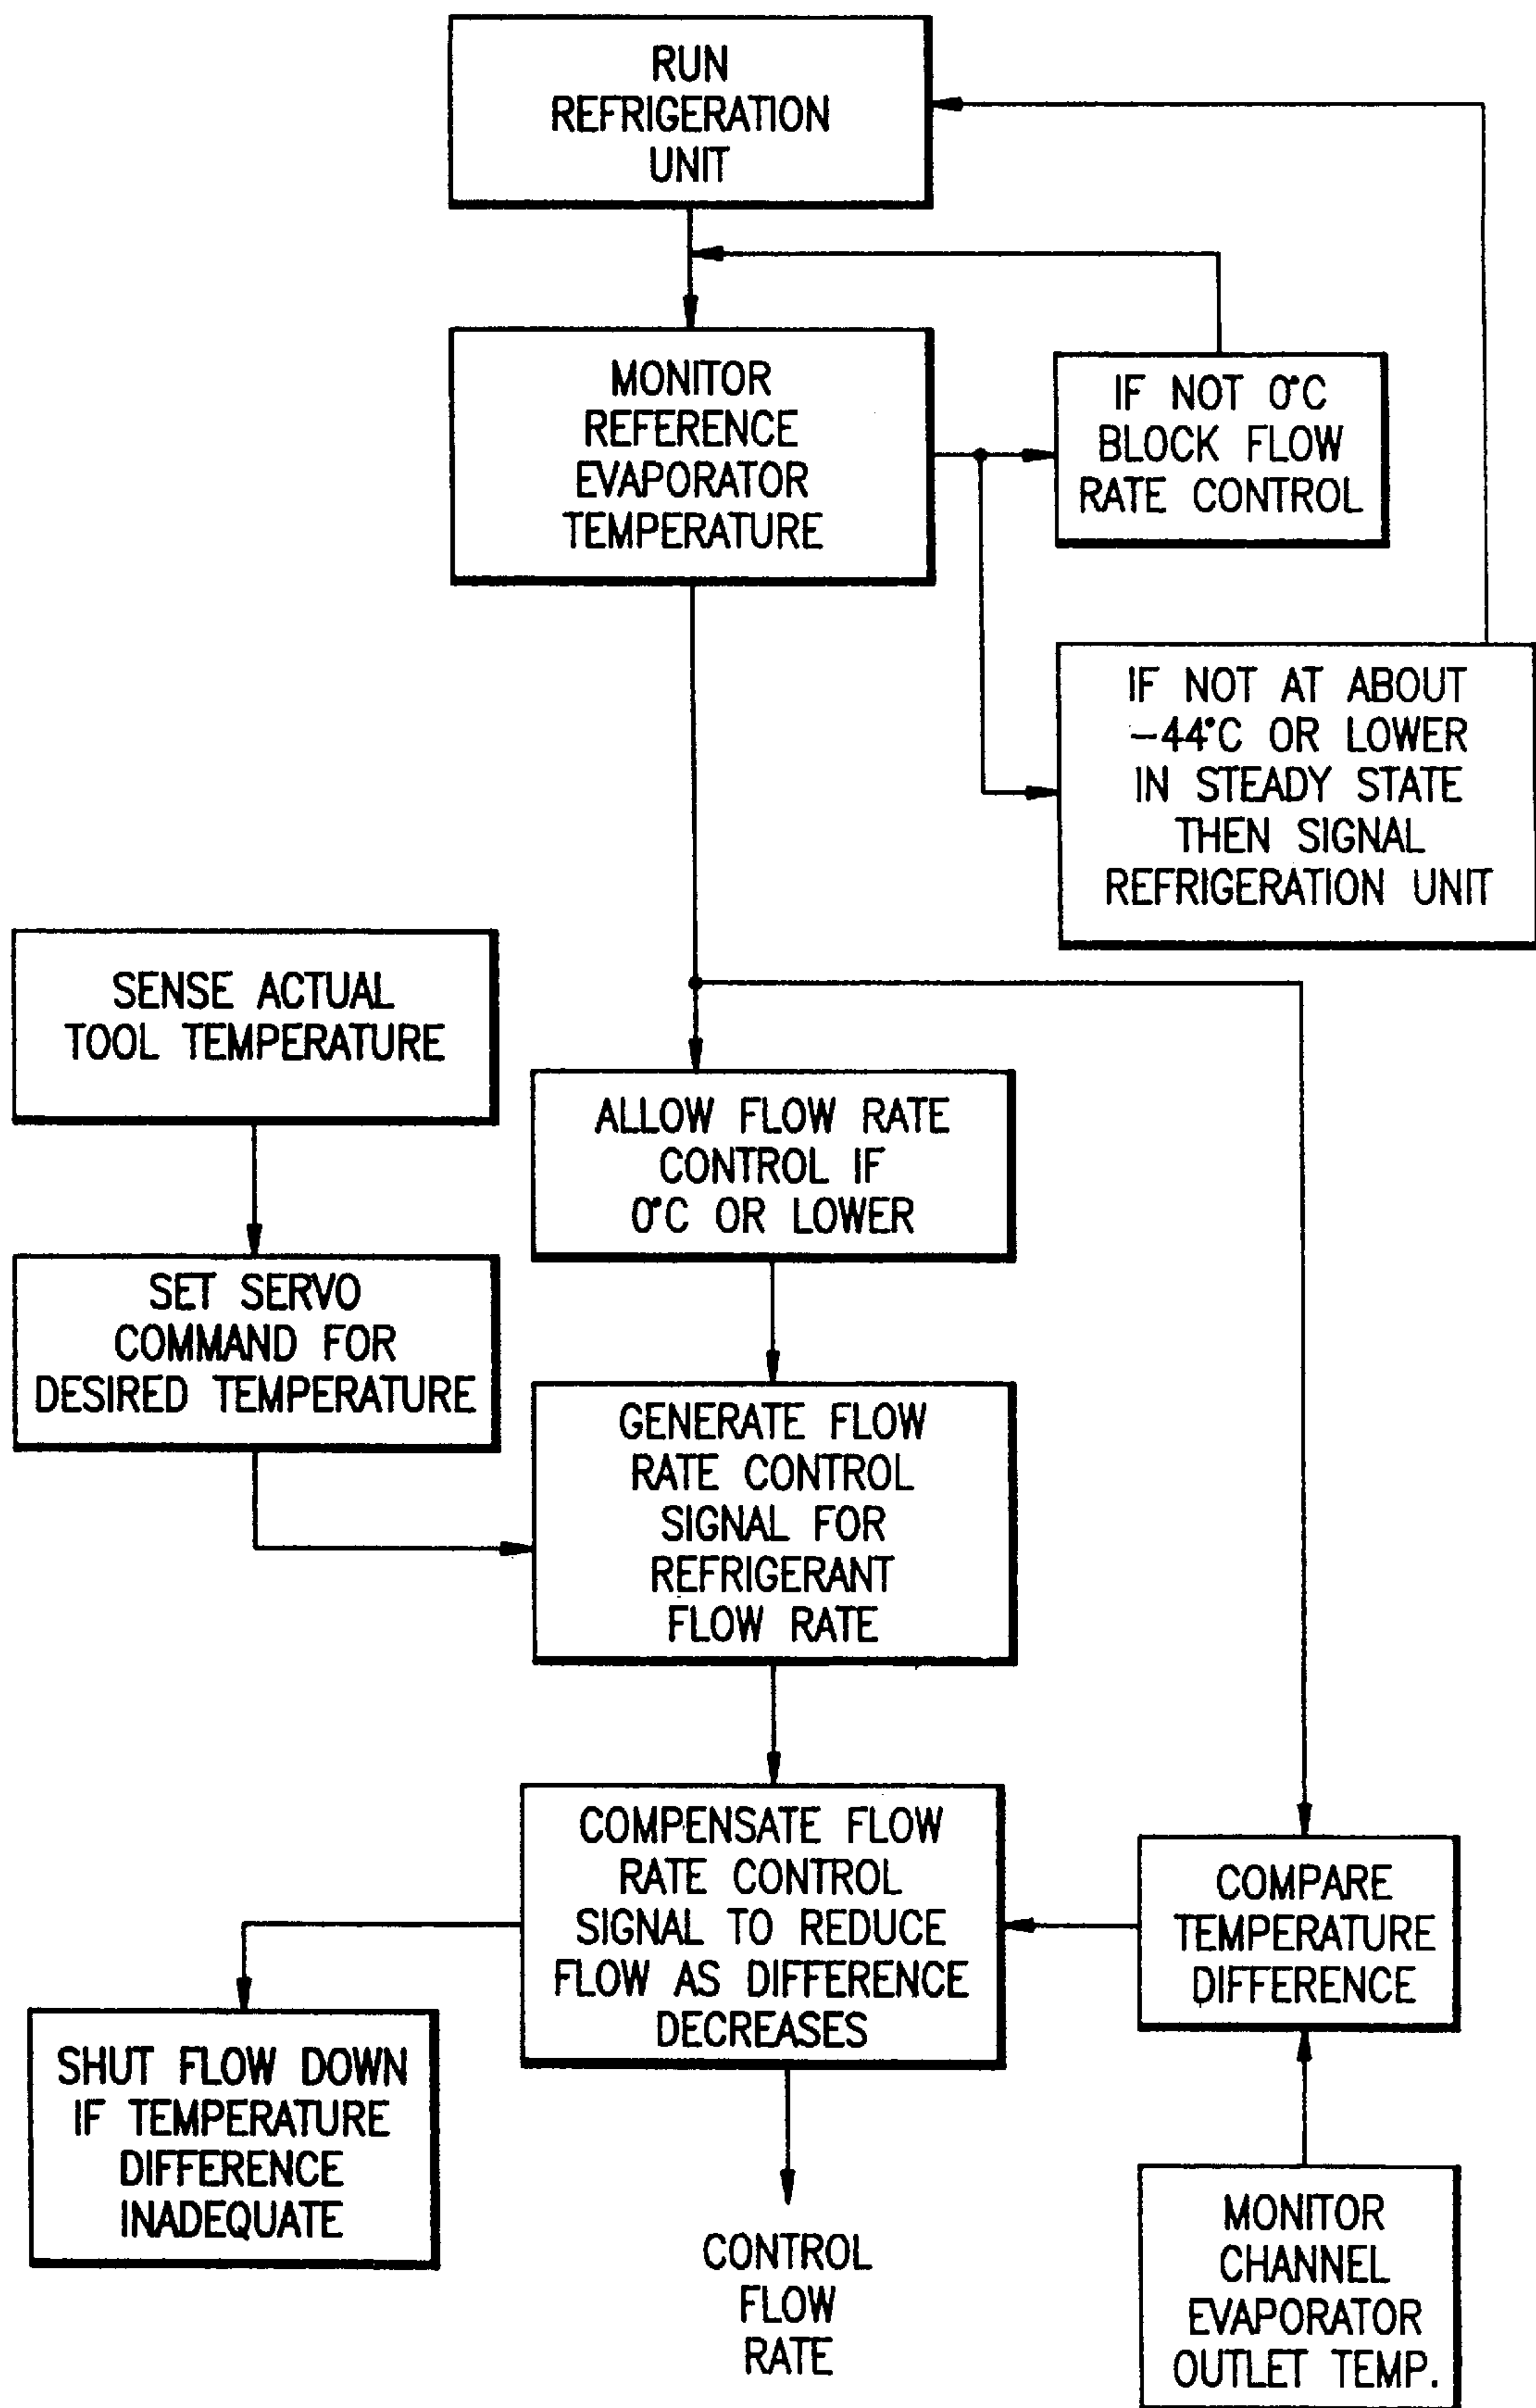 RUN
REFRIGERATION
UNIT
MONITOR
REFERENCE
EVAPORATOR
TEMPERATURE
IF NOT 0°C
BLOCK FLOW
RATE CONTROL
IF NOT AT ABOUT
-44°C OR LOWER
IN STEADY STATE
THEN SIGNAL
REFRIGERATION UNIT
SENSE ACTUAL
TOOL TEMPERATURE
ALLOW FLOW RATE
CONTROL IF
0°C OR LOWER
SET SERVO
COMMAND FOR
DESIRED TEMPERATURE
GENERATE FLOW
RATE CONTROL
SIGNAL FOR
REFRIGERANT
FLOW RATE
COMPENSATE FLOW
RATE CONTROL
SIGNAL TO REDUCE
FLOW AS DIFFERENCE
DECREASES
COMPARE
TEMPERATURE
DIFFERENCE
SHUT FLOW DOWN
IF TEMPERATURE
DIFFERENCE
INADEQUATE
CONTROL
FLOW
RATE
MONITOR
CHANNEL
EVAPORATOR
OUTLET TEMP.